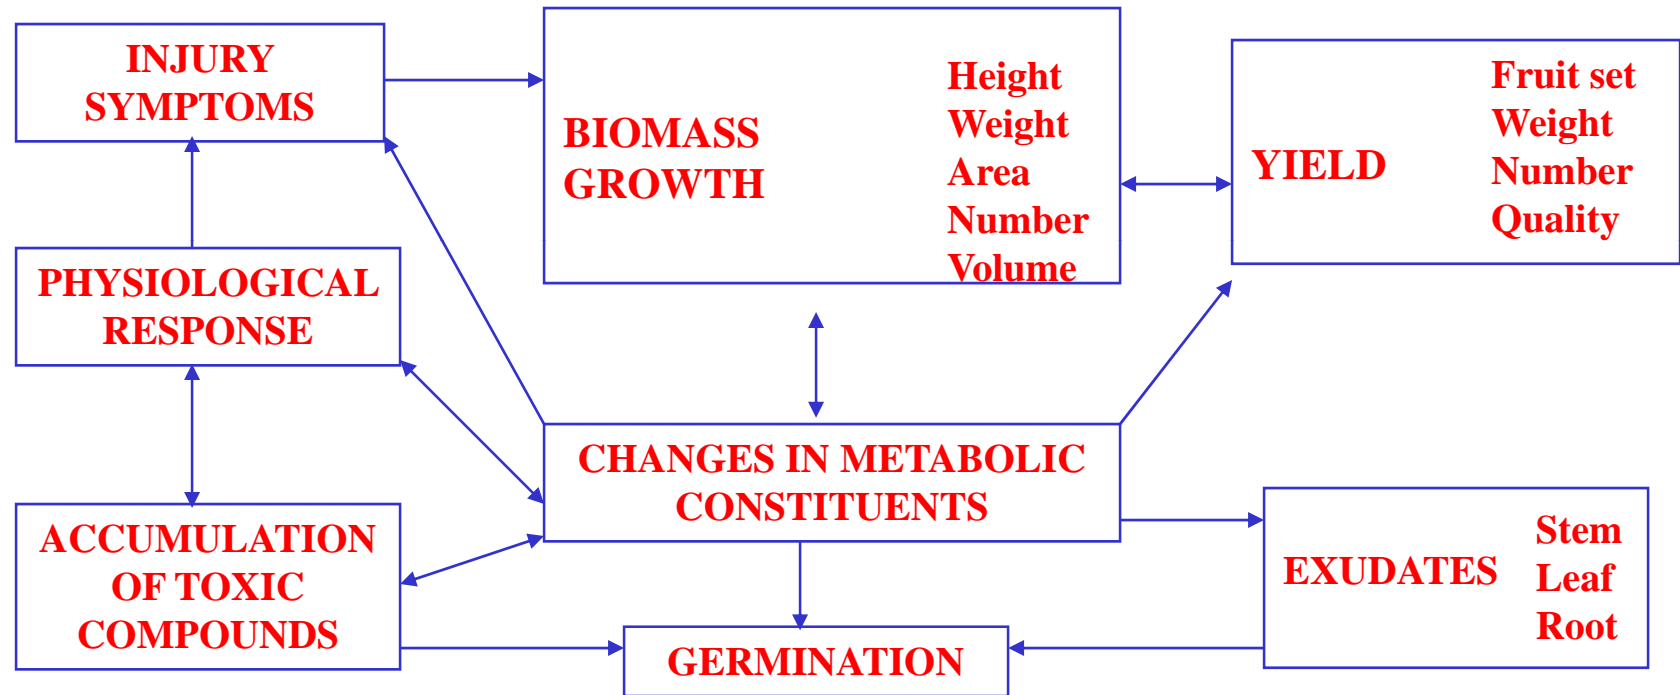 INJURY
SYMPTOMS
BIOMASS
GROWTH
Height
Weight
Area
Number
Volume
YIELD
Fruit set
Weight
Number
Quality
PHYSIOLOGICAL
RESPONSE
CHANGES IN METABOLIC
CONSTITUENTS
ACCUMULATION
OF TOXIC
COMPOUNDS
EXUDATES
Stem
Leaf
Root
GERMINATION